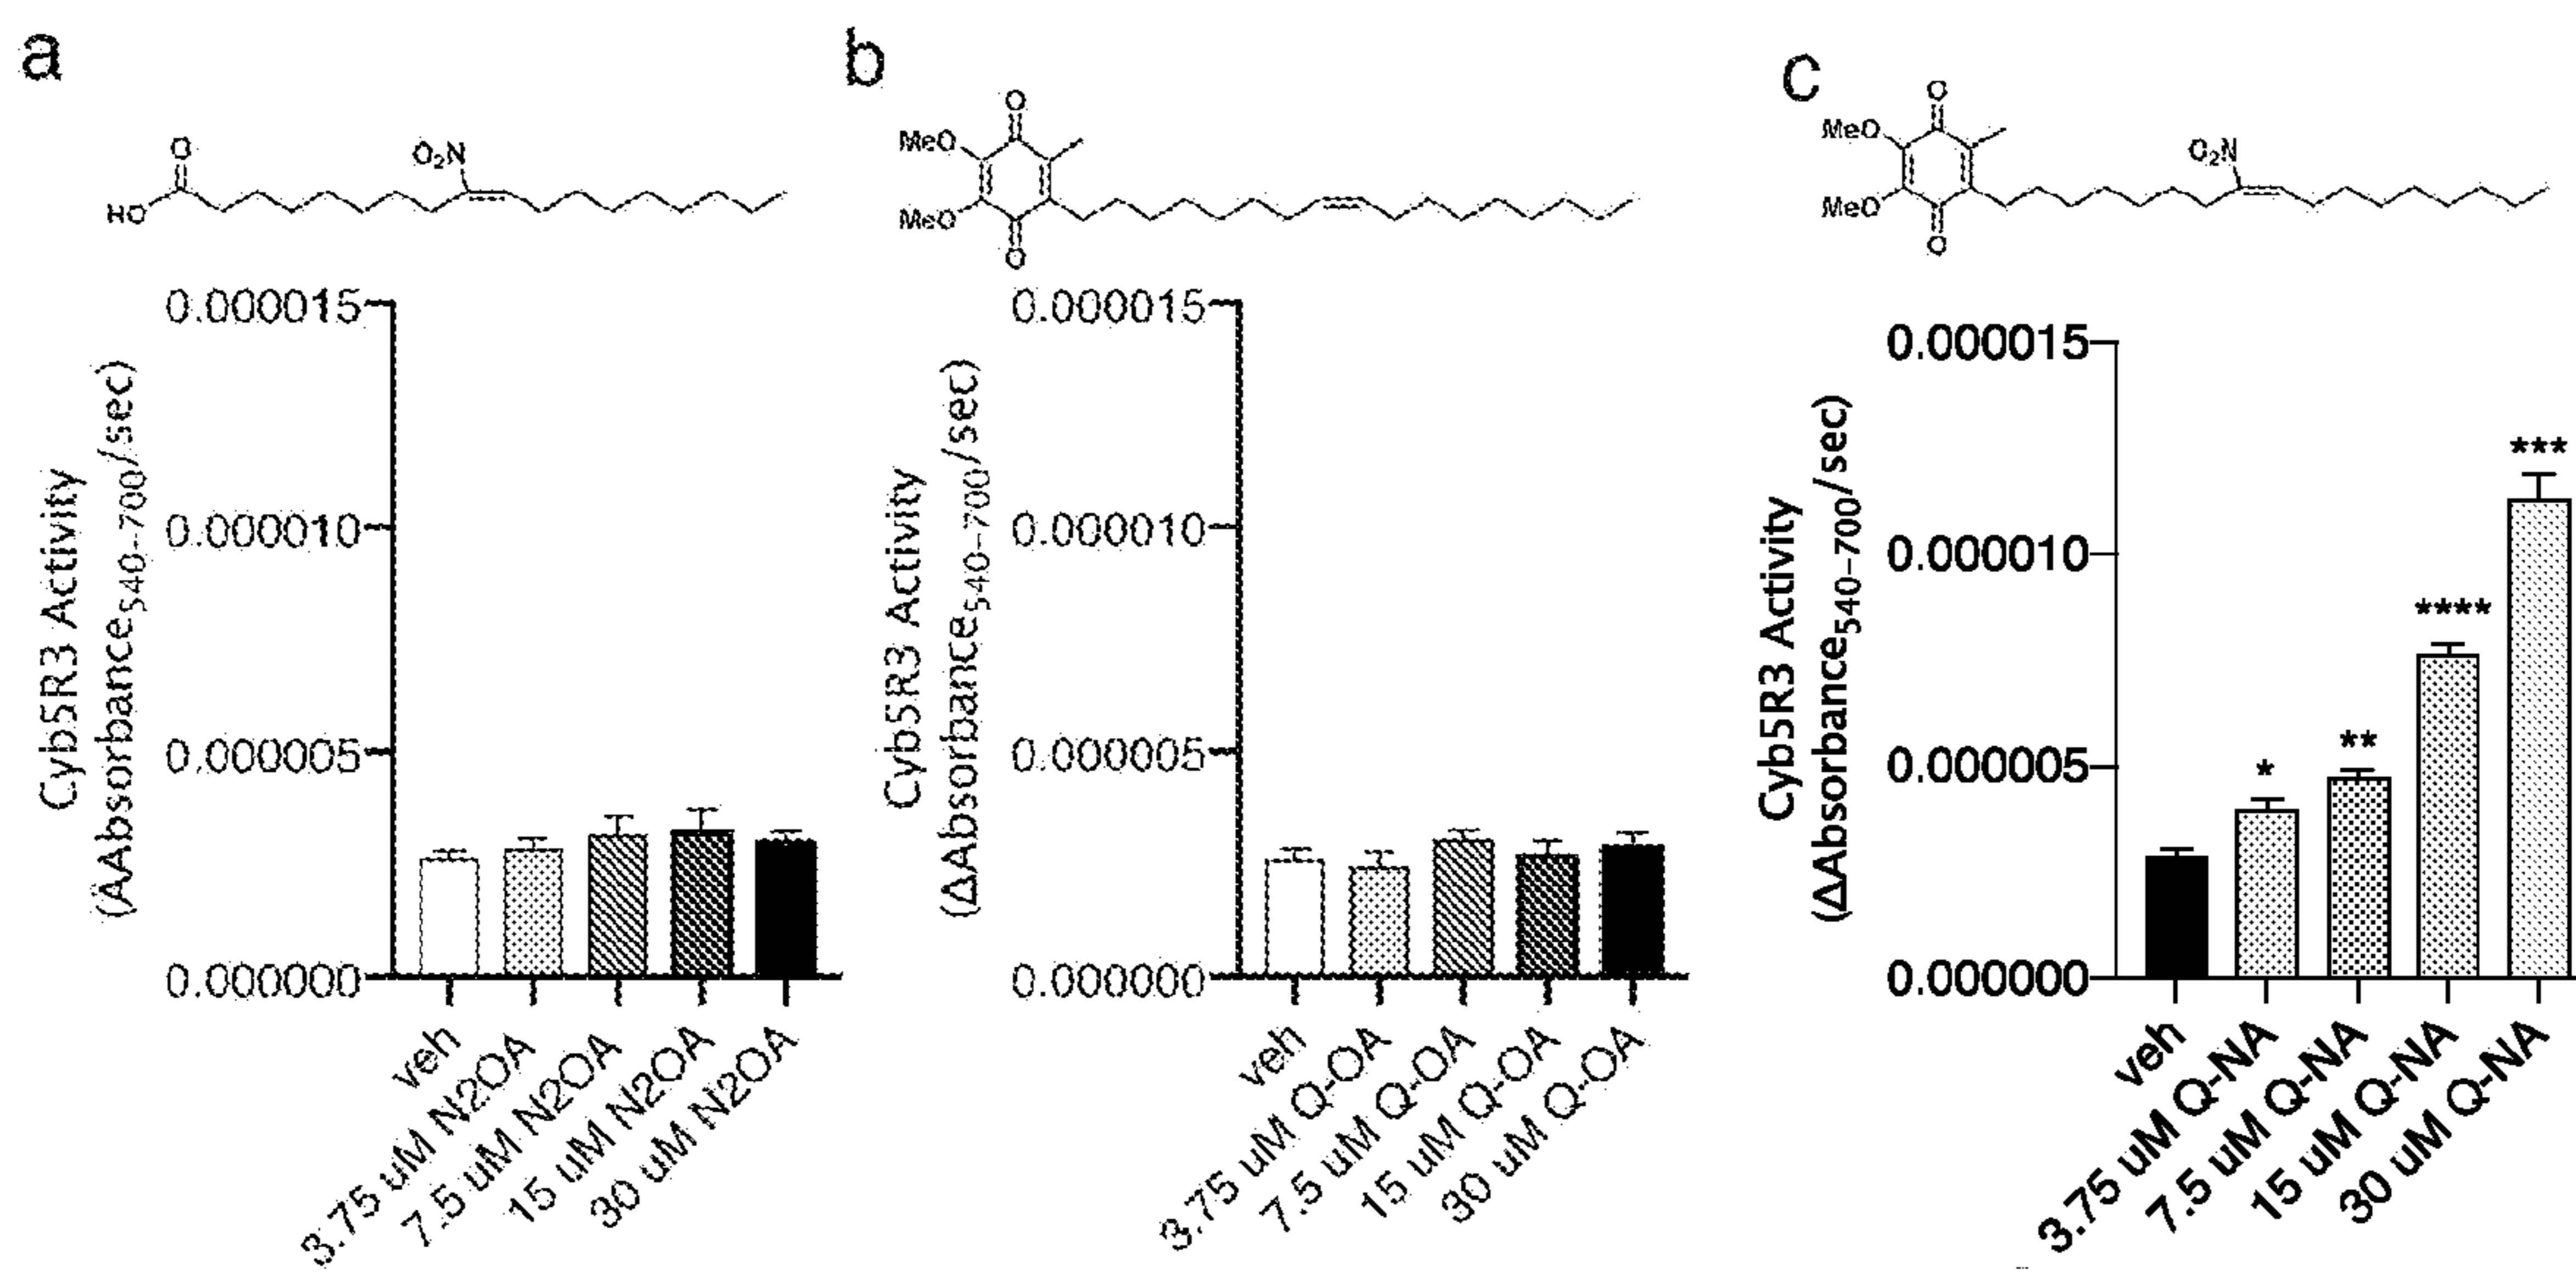 a
O
HO
O₂N
Cyb5R3 Activity
(AAbsorbance540-700/sec)
0.000015
0.000010
0.000005
0.000000
veh
3.75 uM N2OA
7.5 uM N2OA
15 uM N2OA
30 uM N2OA
b
O
MeO
MeO
O
Cyb5R3 Activity
(ΔAbsorbance540-700/sec)
0.000015
0.000010
0.000005
0.000000
veh
3.75 uM Q-OA
7.5 uM Q-OA
15 uM Q-OA
30 uM Q-OA
c
O
MeO
MeO
O
O₂N
Cyb5R3 Activity
(ΔΔAbsorbance540-700/sec)
0.000015
0.000010
0.000005
0.000000
*
**
****
***
veh
3.75 uM Q-NA
7.5 uM Q-NA
15 uM Q-NA
30 uM Q-NA